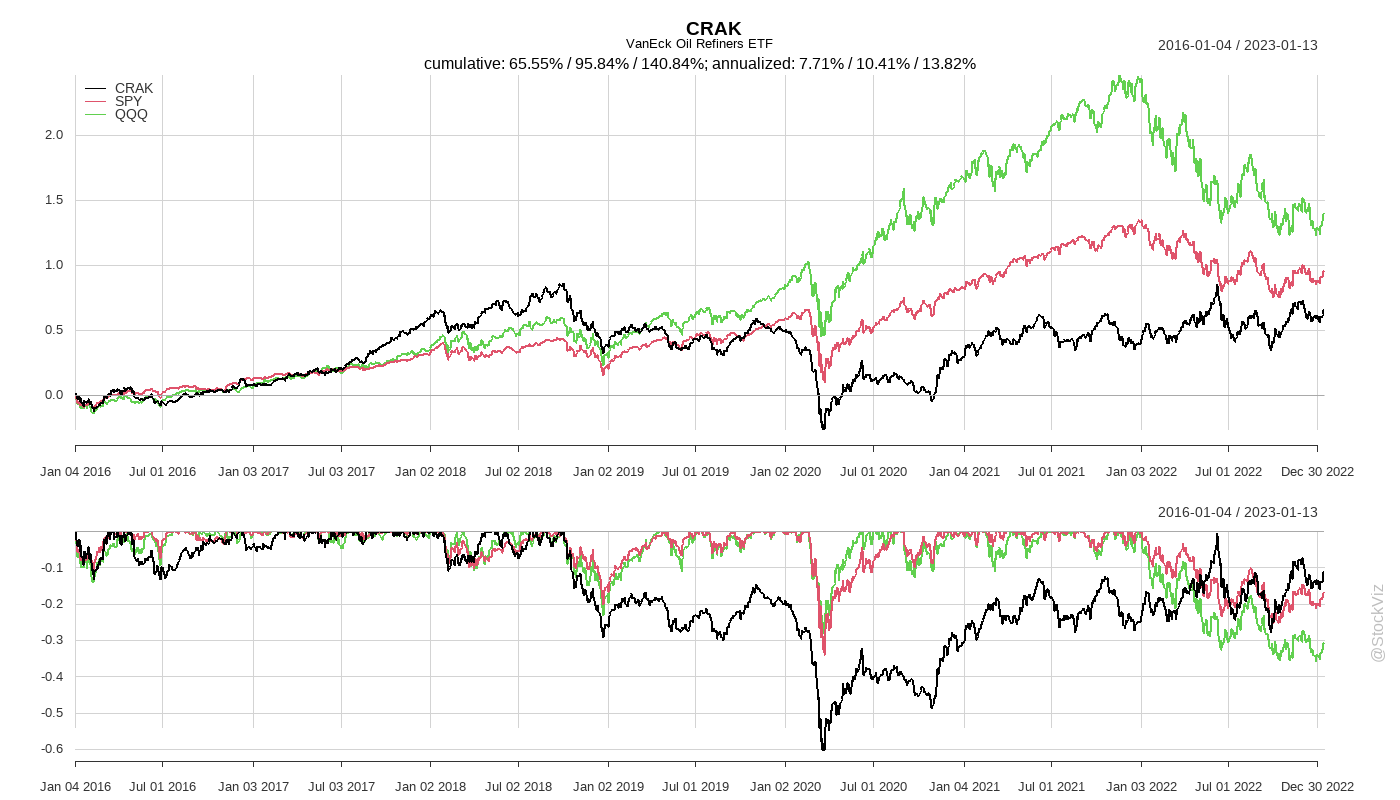 CRAK
VanEck Oil Refiners ETF
2016-01-04 / 2023-01-13
cumulative: 65.55% / 95.84% / 140.84%; annualized: 7.71% / 10.41% / 13.82%
CRAK
SPY
QQQ
2.0
1.5
1.0
0.5
0.0
Jan 04 2016 Jul 01 2016 Jan 03 2017 Jul 03 2017 Jan 02 2018 Jul 02 2018 Jan 02 2019 Jul 01 2019 Jan 02 2020 Jul 01 2020 Jan 04 2021 Jul 01 2021 Jan 03 2022 Jul 01 2022 Dec 30 2022
2016-01-04 / 2023-01-13
-0.1
-0.2
-0.3
-0.4
-0.5
-0.6
Jan 04 2016 Jul 01 2016 Jan 03 2017 Jul 03 2017 Jan 02 2018 Jul 02 2018 Jan 02 2019 Jul 01 2019 Jan 02 2020 Jul 01 2020 Jan 04 2021 Jul 01 2021 Jan 03 2022 Jul 01 2022 Dec 30 2022
@StockViz